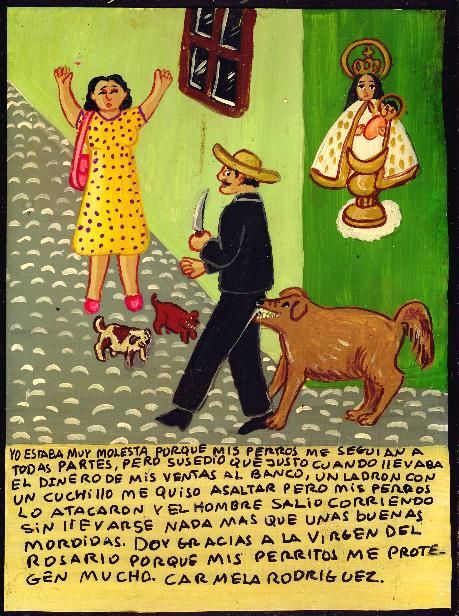 YO ESTABA MUY MOLESTA PORQUE MIS PERROS ME SEGUIAN A
TODAS PARTES, PERO SUSEDIO QUE JUSTO CUANDO llEVABA
EL DINERO DE MIS VENTAS AL BANCO, UN LADRON CON
UN CUCHIllO ME QUISO ASALTAR PERO MIS PERROS
LO ATACARON Y EL HOMBRE SALIO CORRIENDO
SIN llEVARSE NADA MAS QUE UNAS BUENAS
MORDIDAS. DOY GRACIAS A LA VIRGEN DEL
ROSARIO PORQUE MIS PERRITOS ME PROTE-
GEN MUCHO. CARMELA RODRIGUEZ.